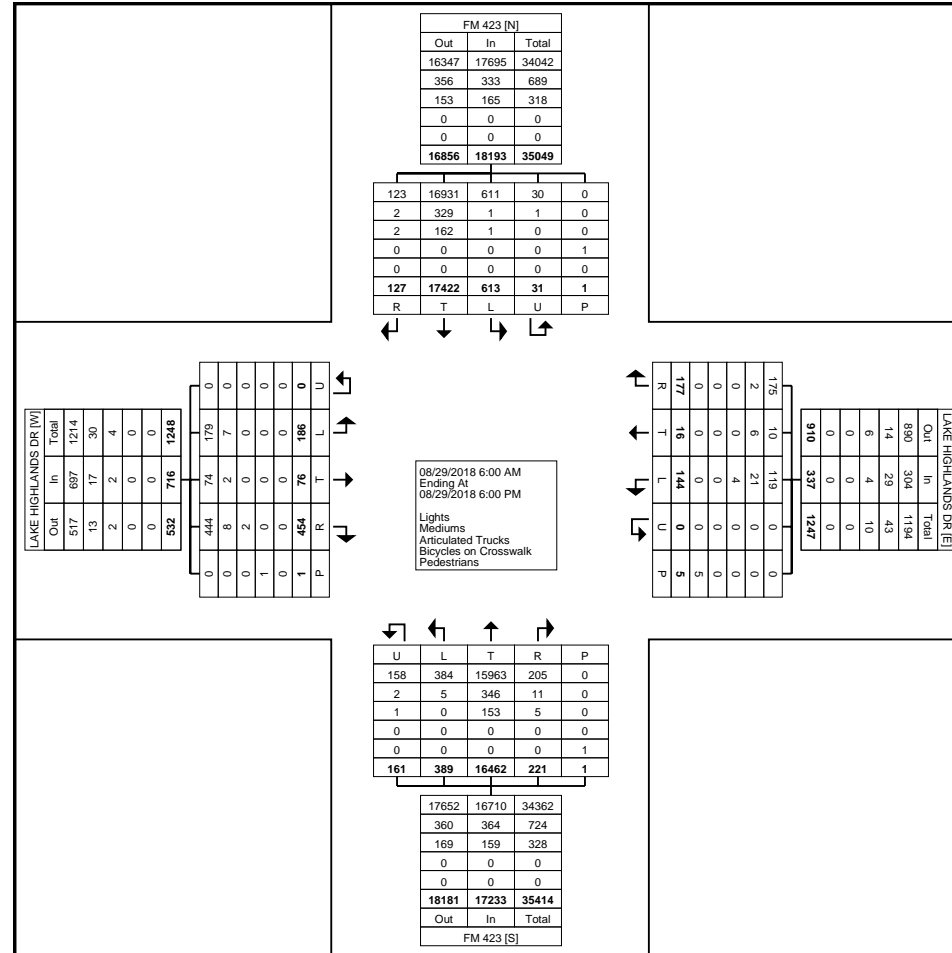 FM 423 [N]
Out In Total
16347 17695 34042
356 333 689
153 165 318
0 0 0
0 0 0
16856 18193 35049
123 16931 611 30 0
2 329 1 1 0
2 162 1 0 0
0 0 0 0 1
0 0 0 0 0
127 17422 613 31 1
R T L U P
LAKE HIGHLANDS DR [W]
Out In Total
517 697 1214
13 17 30
2 2 4
0 0 0
0 0 0
532 716 1248
0 444 74 179 0
0 8 2 7 0
0 2 0 0 0
1 0 0 0 0
0 0 0 0 0
1 454 76 186 0
P R T L U
08/29/2018 6:00 AM
Ending At
08/29/2018 6:00 PM
Lights
Mediums
Articulated Trucks
Bicycles on Crosswalk
Pedestrians
LAKE HIGHLANDS DR [E]
Out In Total
890 304 1194
14 29 43
6 4 10
0 0 0
0 0 0
910 337 1247
175 10 119 0 0
2 6 21 0 0
0 0 4 0 0
0 0 0 0 0
0 0 0 0 5
177 16 144 0 5
R T L U P
U L T R P
158 384 15963 205 0
2 5 346 11 0
1 0 153 5 0
0 0 0 0 0
0 0 0 0 1
161 389 16462 221 1
17652 16710 34362
360 364 724
169 159 328
0 0 0
0 0 0
18181 17233 35414
Out In Total
FM 423 [S]